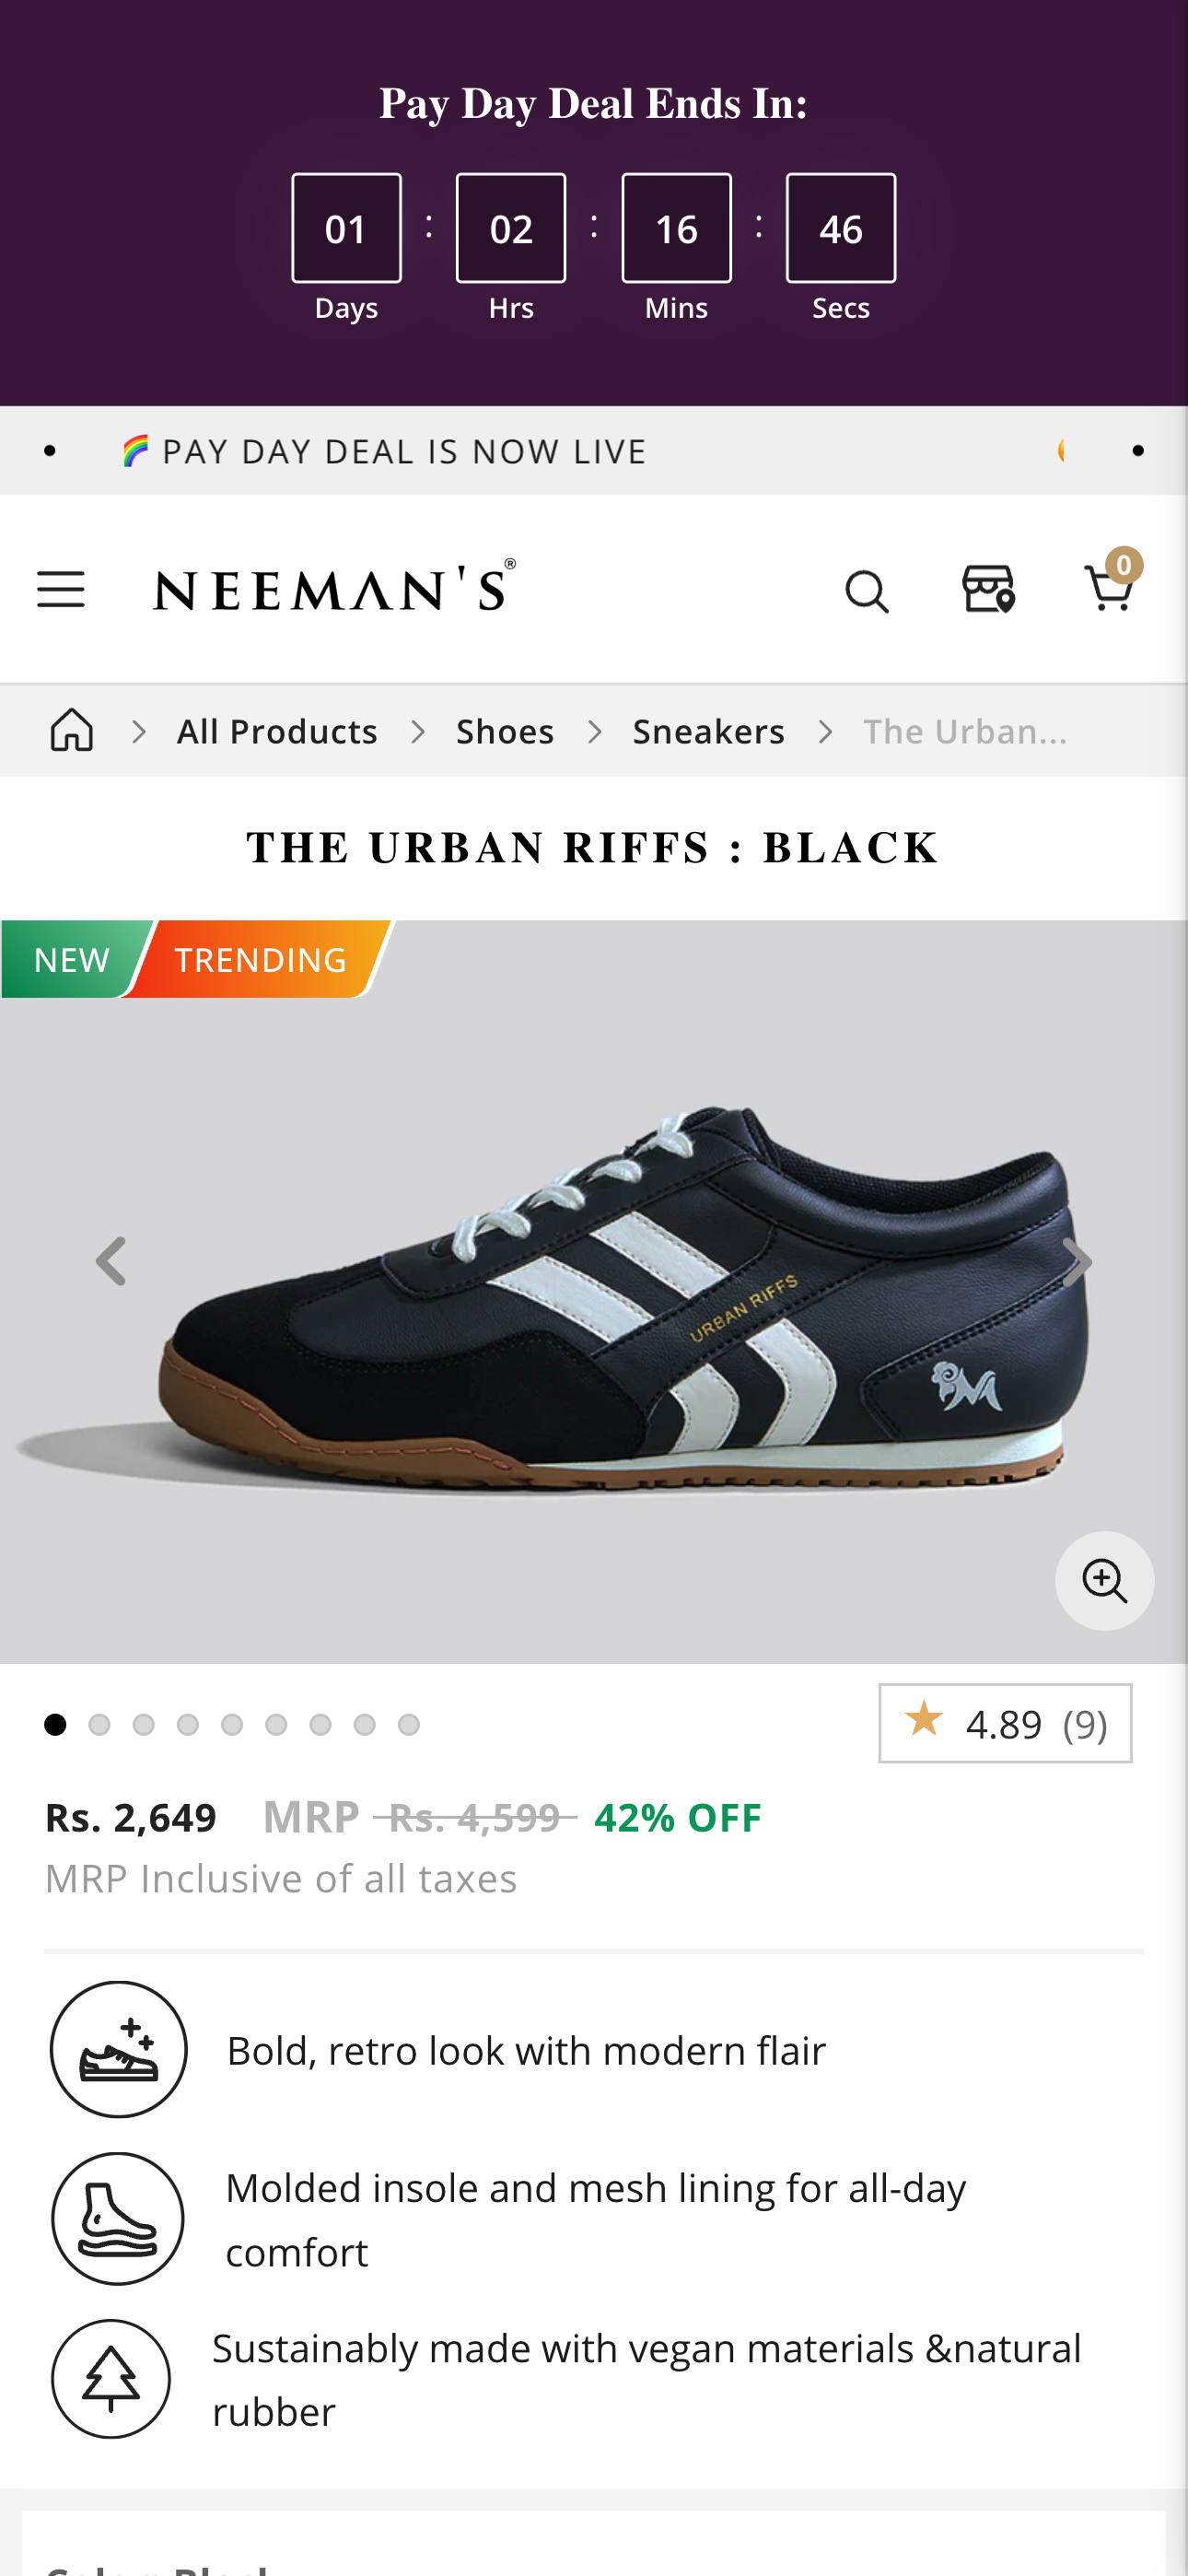 Pay Day Deal Ends In:
01 : 02 : 16 : 46
Days Hrs Mins Secs
🌈 PAY DAY DEAL IS NOW LIVE
NEEMAN'S®
0
All Products > Shoes > Sneakers > The Urban...
THE URBAN RIFFS : BLACK
NEW TRENDING
URBAN RIFFS
4.89 (9)
Rs. 2,649 MRP Rs. 4,599 42% OFF
MRP Inclusive of all taxes
Bold, retro look with modern flair
Molded insole and mesh lining for all-day
comfort
Sustainably made with vegan materials &natural
rubber